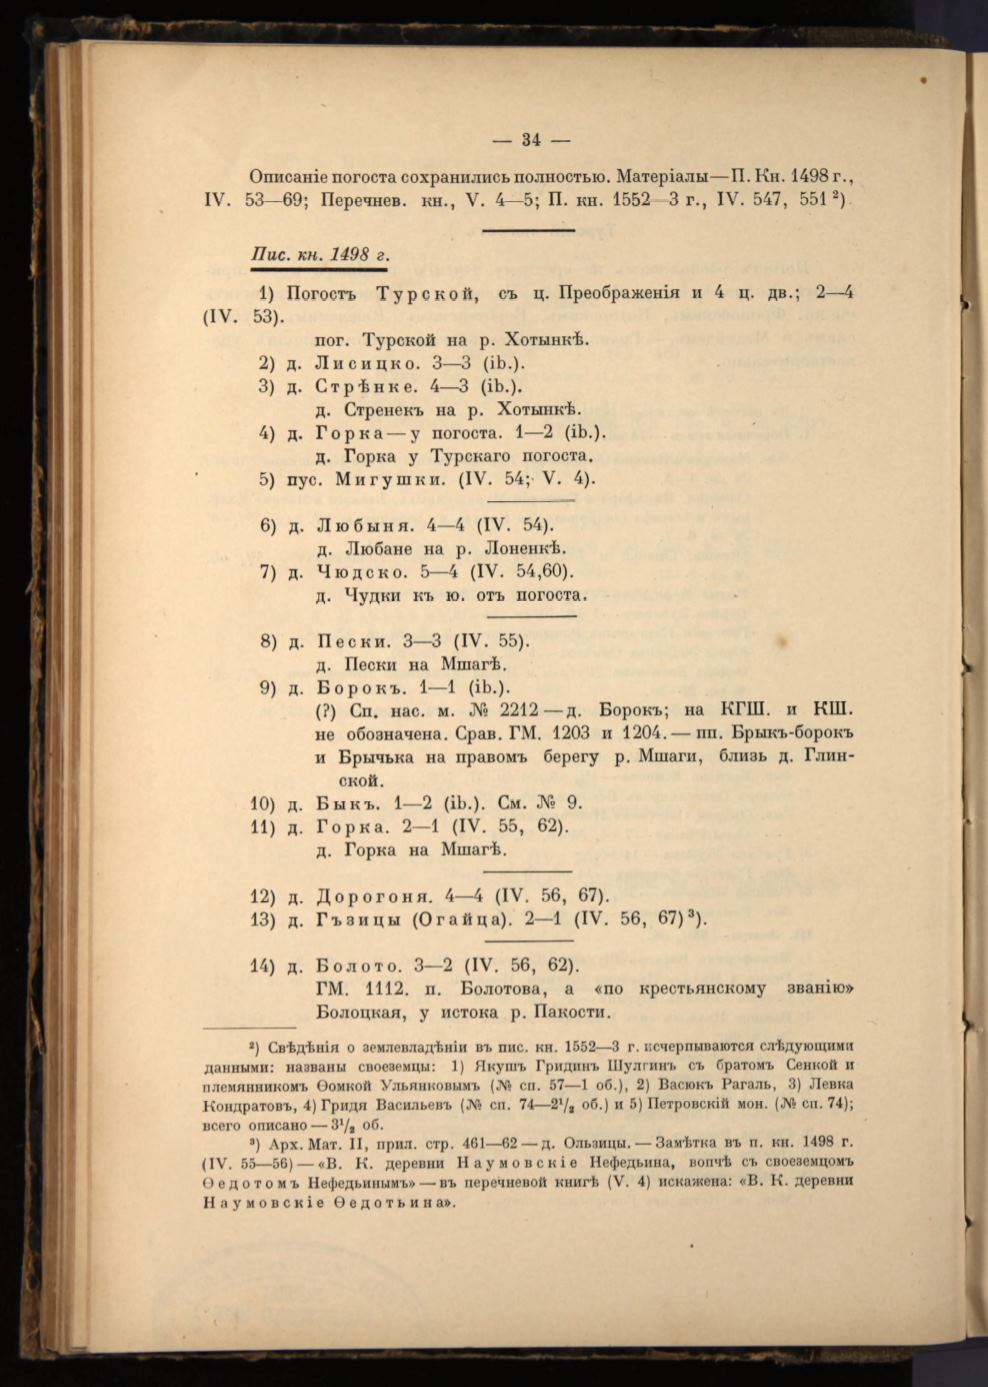 — 34 —
Описаніе погоста сохранились полностью. Матеріалы—П. Кн. 1498 г.,
IV. 53—69; Перечнев. кн., V. 4—5; П. кн. 1552—3 г., IV. 547, 551 ²).
Пис. кн. 1498 г.
1) Погостъ Турской, съ ц. Преображенія и 4 ц. дв.; 2—4
(IV. 53).
пог. Турской на р. Хотынкѣ.
2) д. Лисицко. 3—3 (ib.).
3) д. Стрѣнке. 4—3 (ib.).
д. Стренекъ на р. Хотынкѣ.
4) д. Горка — у погоста. 1—2 (ib.).
д. Горка у Турскаго погоста.
5) пус. Мигушки. (IV. 54; V. 4).
6) д. Любыня. 4—4 (IV. 54).
д. Любане на р. Лоненкѣ.
7) д. Чюдско. 5—4 (IV. 54,60).
д. Чудки къ ю. отъ погоста.
8) д. Пески. 3—3 (IV. 55).
д. Пески на Мшагѣ.
9) д. Борокъ. 1—1 (ib.).
(?) Сп. нас. м. № 2212 — д. Борокъ; на КГШ. и КШ.
не обозначена. Срав. ГМ. 1203 и 1204. — пп. Брыкъ-борокъ
и Брычька на правомъ берегу р. Мшаги, близь д. Глин-
ской.
10) д. Быкъ. 1—2 (ib.). См. № 9.
11) д. Горка. 2—1 (IV. 55, 62).
д. Горка на Мшагѣ.
12) д. Дорогоня. 4—4 (IV. 56, 67).
13) д. Гъзицы (Огайца). 2—1 (IV. 56, 67) ³).
14) д. Болото. 3—2 (IV. 56, 62).
ГМ. 1112. п. Болотова, а «по крестьянскому званію»
Болоцкая, у истока р. Пакости.
²) Свѣдѣнія о землевладѣніи въ пис. кн. 1552—3 г. исчерпываются слѣдующими
данными: названы своеземцы: 1) Якушъ Гридинъ Шулгинъ съ братомъ Сенкой и
племянникомъ Ѳомкой Ульянковымъ (№ сп. 57—1 об.), 2) Васюкъ Рагаль, 3) Левка
Кондратовъ, 4) Гридя Васильевъ (№ сп. 74—2¹/₂ об.) и 5) Петровскій мон. (№ сп. 74);
всего описано — 3¹/₂ об.
³) Арх. Мат. II, прил. стр. 461—62 — д. Ользицы. — Замѣтка въ п. кн. 1498 г.
(IV. 55—56) — «В. К. деревни Наумовскіе Нефедьина, вопчѣ съ своеземцомъ
Ѳедотомъ Нефедьинымъ» — въ перечневой книгѣ (V. 4) искажена: «В. К. деревни
Наумовскіе Ѳедотьина».